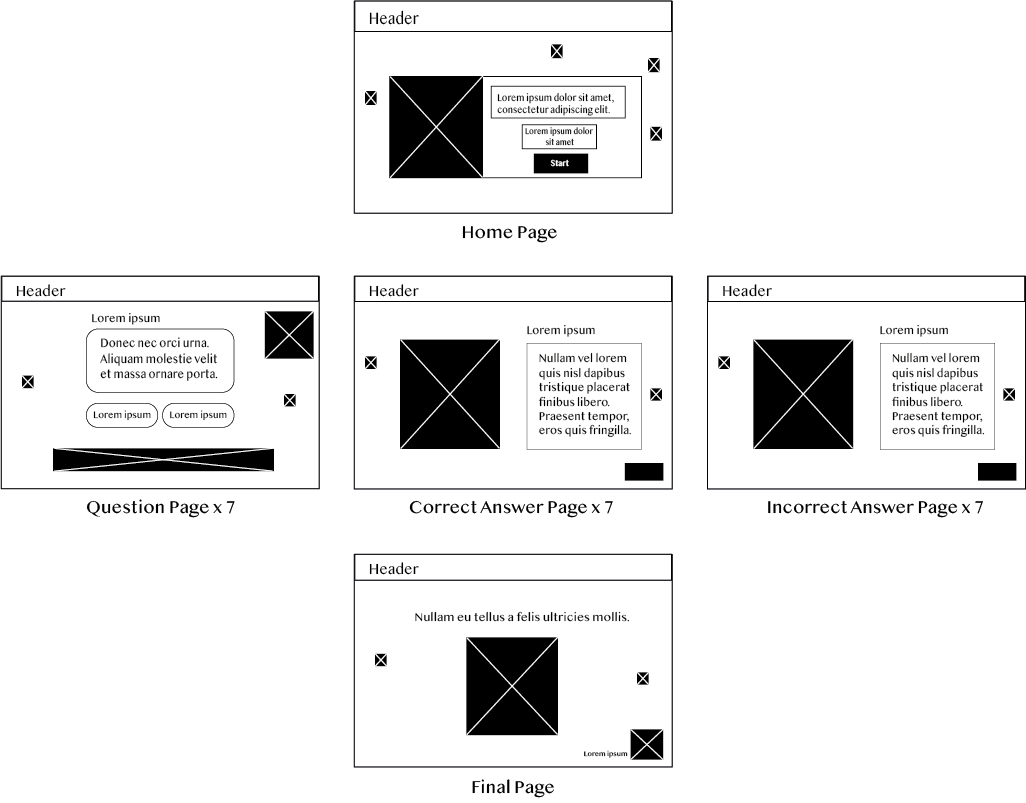 Header
Lorem ipsum dolor sit amet,
consectetur adipiscing elit.
Lorem ipsum dolor
sit amet
Start
Home Page
Header
Lorem ipsum
Donec nec orci urna.
Aliquam molestie velit
et massa ornare porta.
Lorem ipsum
Lorem ipsum
Question Page x 7
Header
Lorem ipsum
Nullam vel lorem
quis nisl dapibus
tristique placerat
finibus libero.
Praesent tempor,
eros quis fringilla.
Correct Answer Page x 7
Header
Lorem ipsum
Nullam vel lorem
quis nisl dapibus
tristique placerat
finibus libero.
Praesent tempor,
eros quis fringilla.
Incorrect Answer Page x 7
Header
Nullam eu tellus a felis ultricies mollis.
Lorem ipsum
Final Page